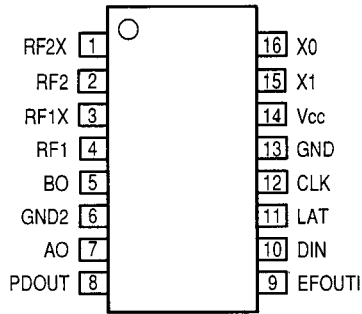 RF2X 1 16 X0
RF2 2 15 X1
RF1X 3 14 Vcc
RF1 4 13 GND
BO 5 12 CLK
GND2 6 11 LAT
AO 7 10 DIN
PDOUT 8 9 EFOUTI